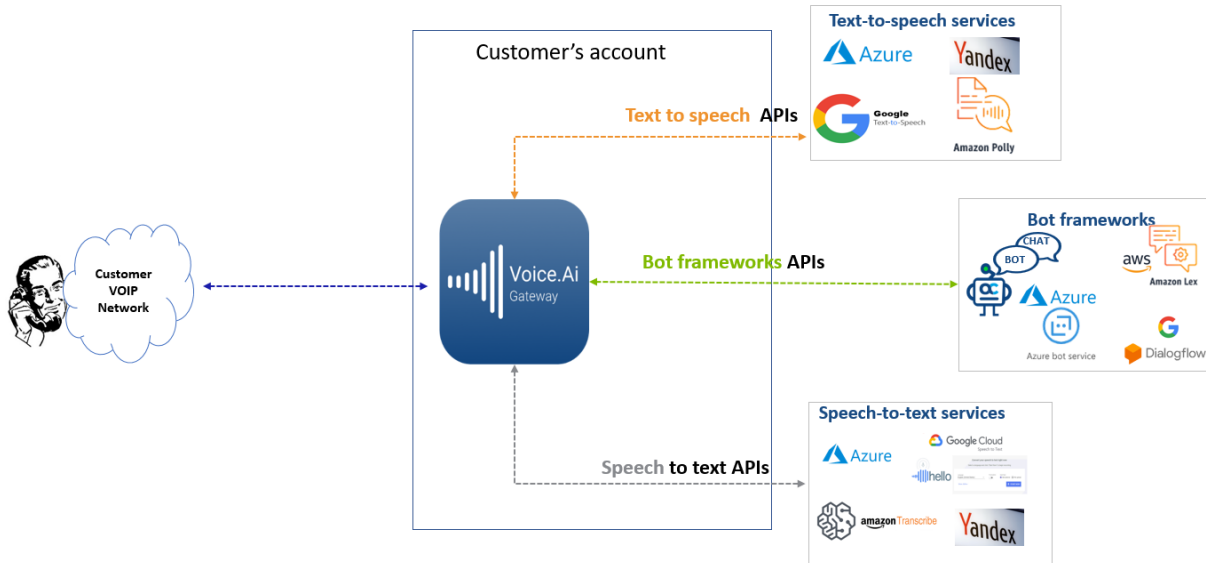 Text-to-speech services
Azure
Yandex
Google
Text-to-Speech
Amazon Polly
Customer’s account
Text to speech APIs
Customer
VOIP
Network
Voice.Ai
Gateway
Bot frameworks APIs
Bot frameworks
CHAT
BOT
aws
Amazon Lex
Azure
Azure bot service
Dialogflow
Speech-to-text services
Azure
Google Cloud
Speech to Text
hello
Speech to text APIs
amazon Transcribe
Yandex